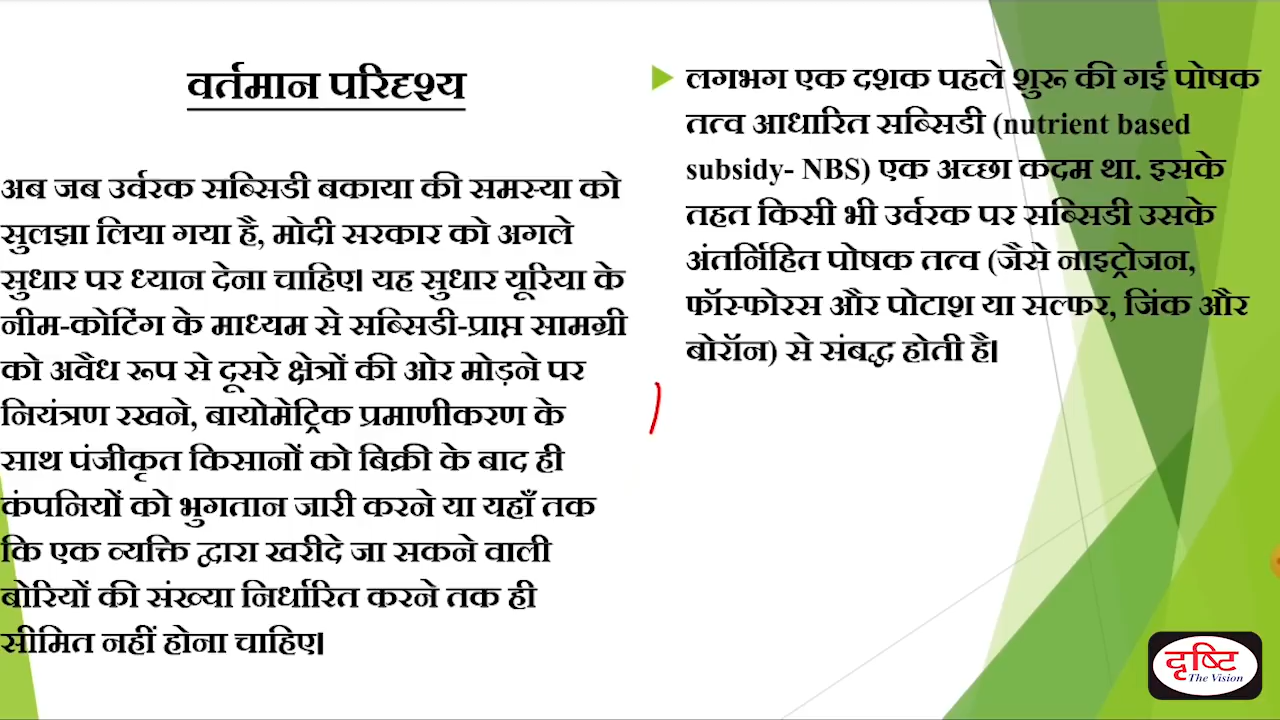 वर्तमान परिदृश्य
अब जब उर्वरक सब्सिडी बकाया की समस्या को
सुलझा लिया गया है, मोदी सरकार को अगले
सुधार पर ध्यान देना चाहिए। यह सुधार यूरिया के
नीम-कोटिंग के माध्यम से सब्सिडी-प्राप्त सामग्री
को अवैध रूप से दूसरे क्षेत्रों की ओर मोड़ने पर
नियंत्रण रखने, बायोमेट्रिक प्रमाणीकरण के
साथ पंजीकृत किसानों को बिक्री के बाद ही
कंपनियों को भुगतान जारी करने या यहाँ तक
कि एक व्यक्ति द्वारा खरीदे जा सकने वाली
बोरियों की संख्या निर्धारित करने तक ही
सीमित नहीं होना चाहिए।
लगभग एक दशक पहले शुरू की गई पोषक
तत्व आधारित सब्सिडी (nutrient based
subsidy- NBS) एक अच्छा कदम था. इसके
तहत किसी भी उर्वरक पर सब्सिडी उसके
अंतर्निहित पोषक तत्व (जैसे नाइट्रोजन,
फॉस्फोरस और पोटाश या सल्फर, जिंक और
बोरॉन) से संबद्ध होती है।
दृष्टि
The Vision